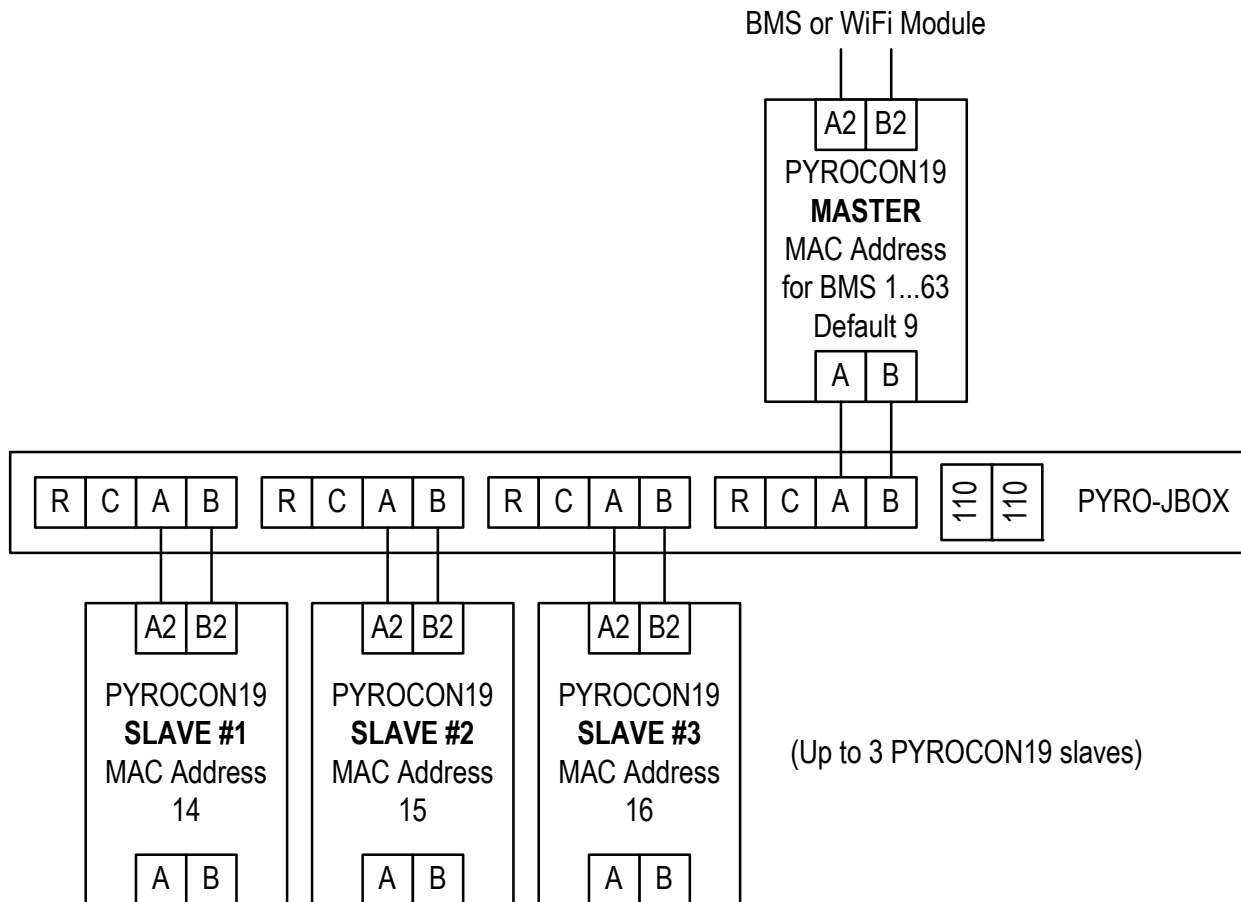 BMS or WiFi Module
A2 B2
PYROCON19
MASTER
MAC Address
for BMS 1...63
Default 9
A B
R C A B R C A B R C A B R C A B 110 110 PYRO-JBOX
A2 B2 A2 B2 A2 B2
PYROCON19 PYROCON19 PYROCON19
SLAVE #1 SLAVE #2 SLAVE #3
MAC Address MAC Address MAC Address
14 15 16
(Up to 3 PYROCON19 slaves)
A B A B A B